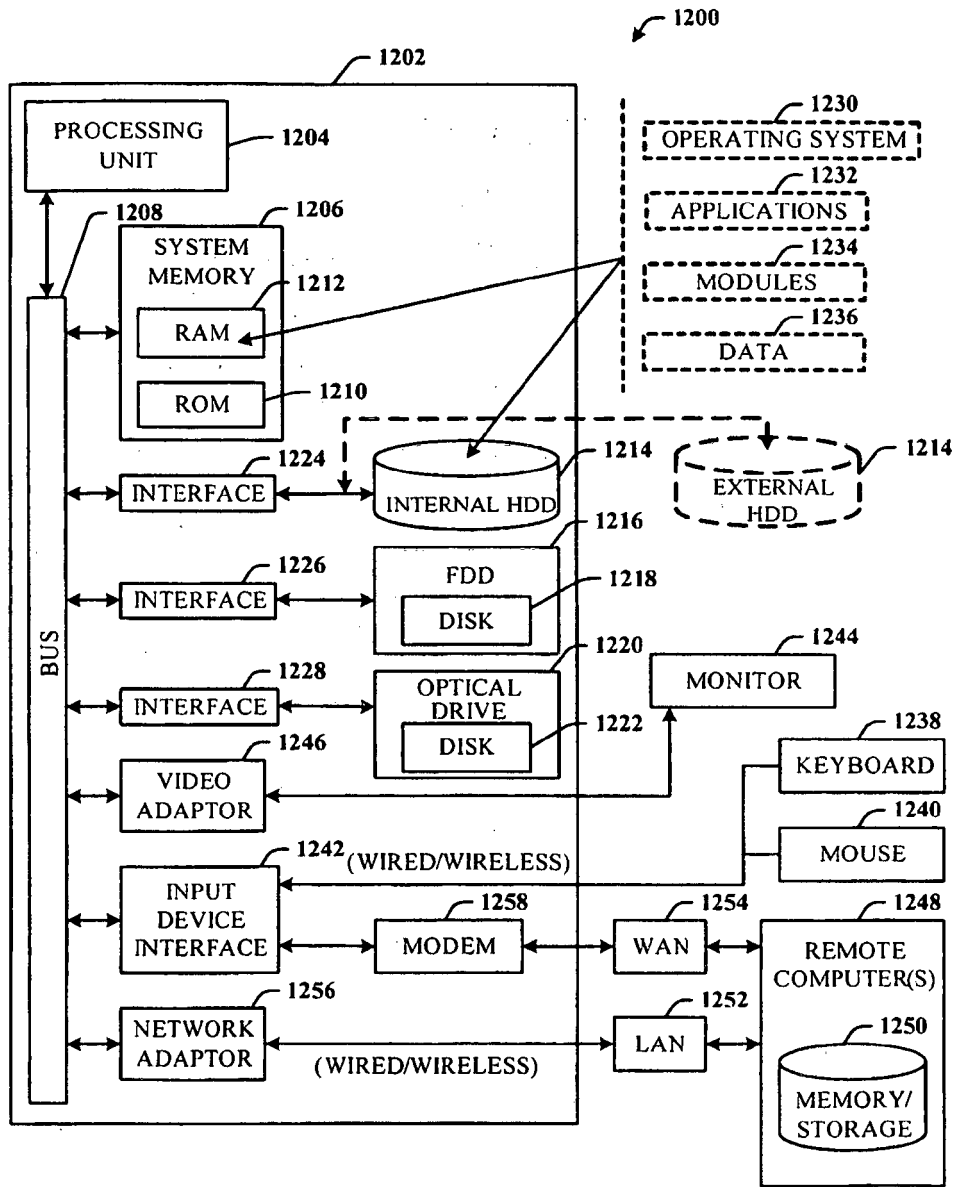 1200
1202
PROCESSING
UNIT
1204
1230
OPERATING SYSTEM
1232
APPLICATIONS
1234
MODULES
1236
DATA
1208
1206
SYSTEM
MEMORY
1212
RAM
1210
ROM
BUS
1224
INTERFACE
1214
INTERNAL HDD
1214
EXTERNAL
HDD
1226
INTERFACE
1216
FDD
1218
DISK
1228
INTERFACE
1220
OPTICAL
DRIVE
1222
DISK
1244
MONITOR
1246
VIDEO
ADAPTOR
1238
KEYBOARD
1240
MOUSE
1242
INPUT
DEVICE
INTERFACE
(WIRED/WIRELESS)
1258
MODEM
1254
WAN
1248
REMOTE
COMPUTER(S)
1256
NETWORK
ADAPTOR
(WIRED/WIRELESS)
1252
LAN
1250
MEMORY/
STORAGE